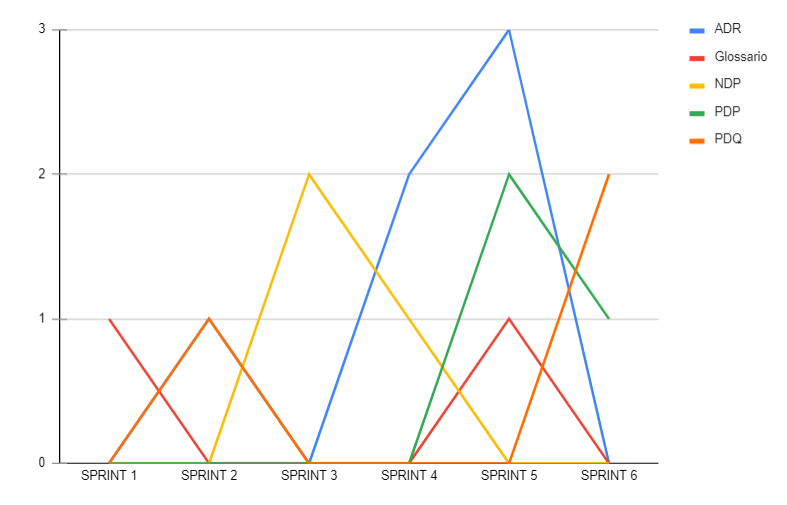 3
2
1
0
SPRINT 1 SPRINT 2 SPRINT 3 SPRINT 4 SPRINT 5 SPRINT 6
ADR
Glossario
NDP
PDP
PDQ